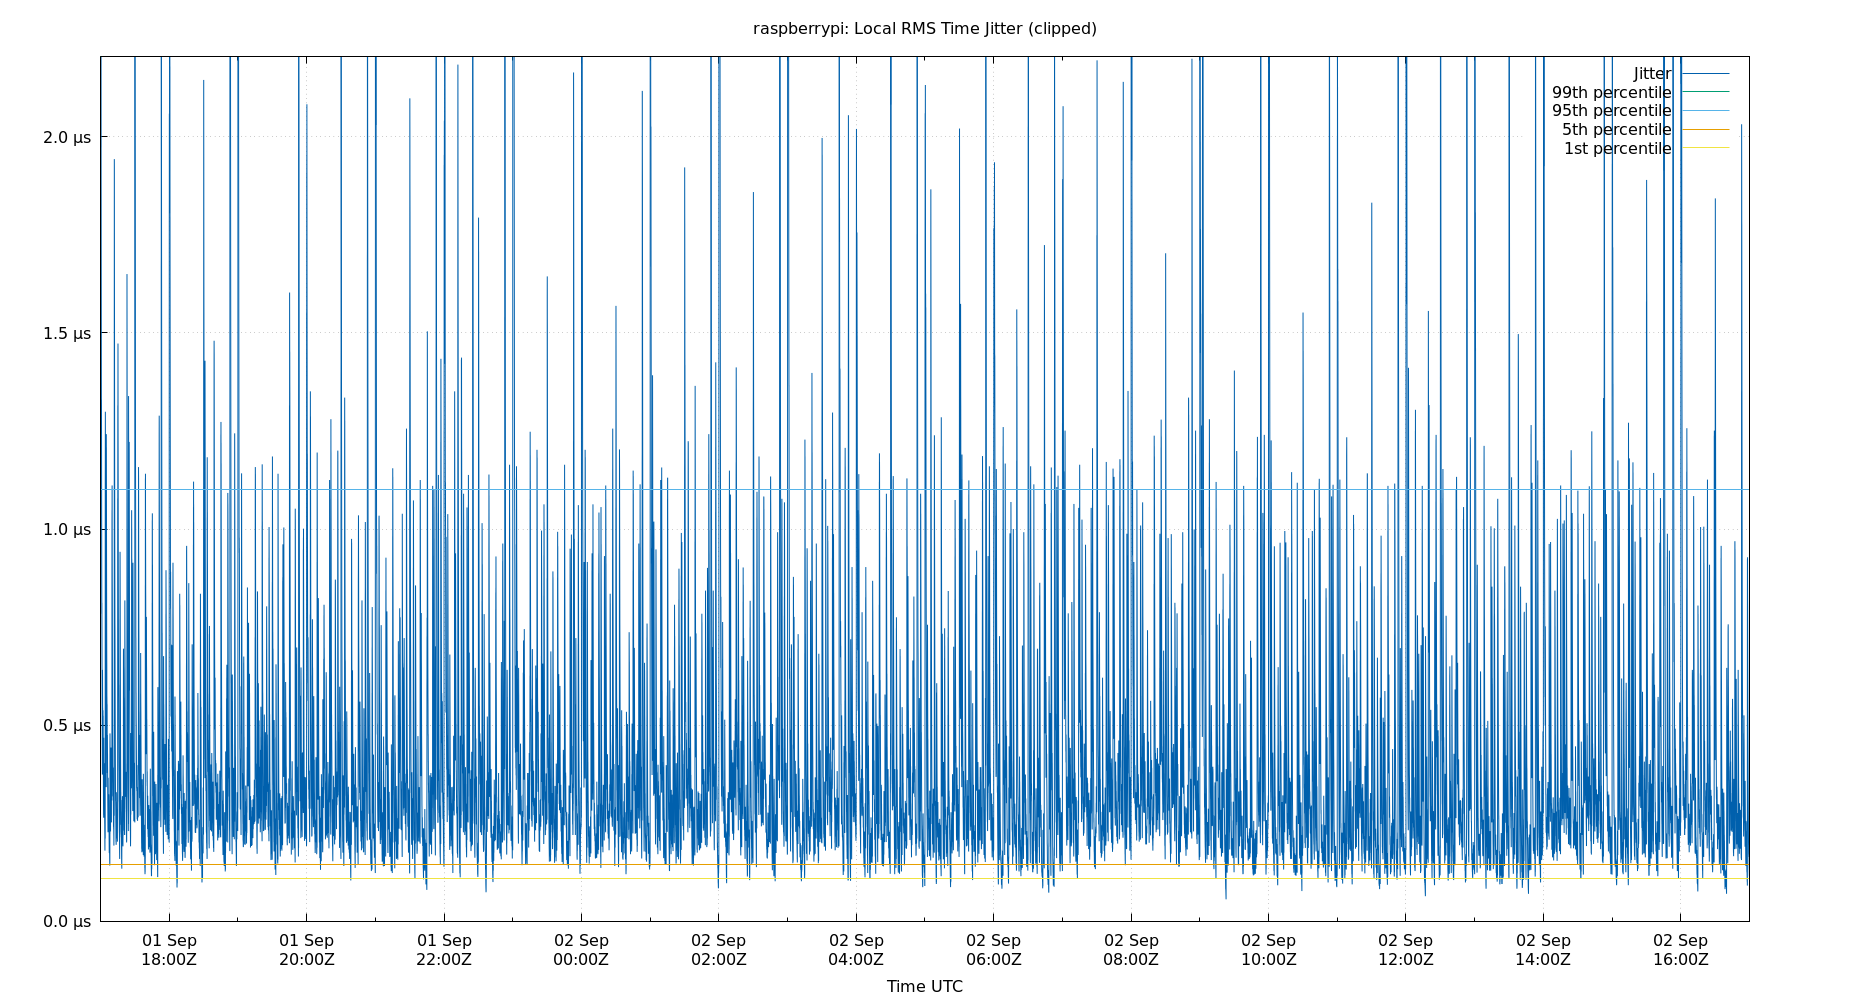 raspberrypi: Local RMS Time Jitter (clipped)
Jitter
99th percentile
95th percentile
5th percentile
1st percentile
2.0 µs
1.5 µs
1.0 µs
0.5 µs
0.0 µs
01 Sep 01 Sep 01 Sep 02 Sep 02 Sep 02 Sep 02 Sep 02 Sep 02 Sep 02 Sep 02 Sep 02 Sep
18:00Z 20:00Z 22:00Z 00:00Z 02:00Z 04:00Z 06:00Z 08:00Z 10:00Z 12:00Z 14:00Z 16:00Z
Time UTC